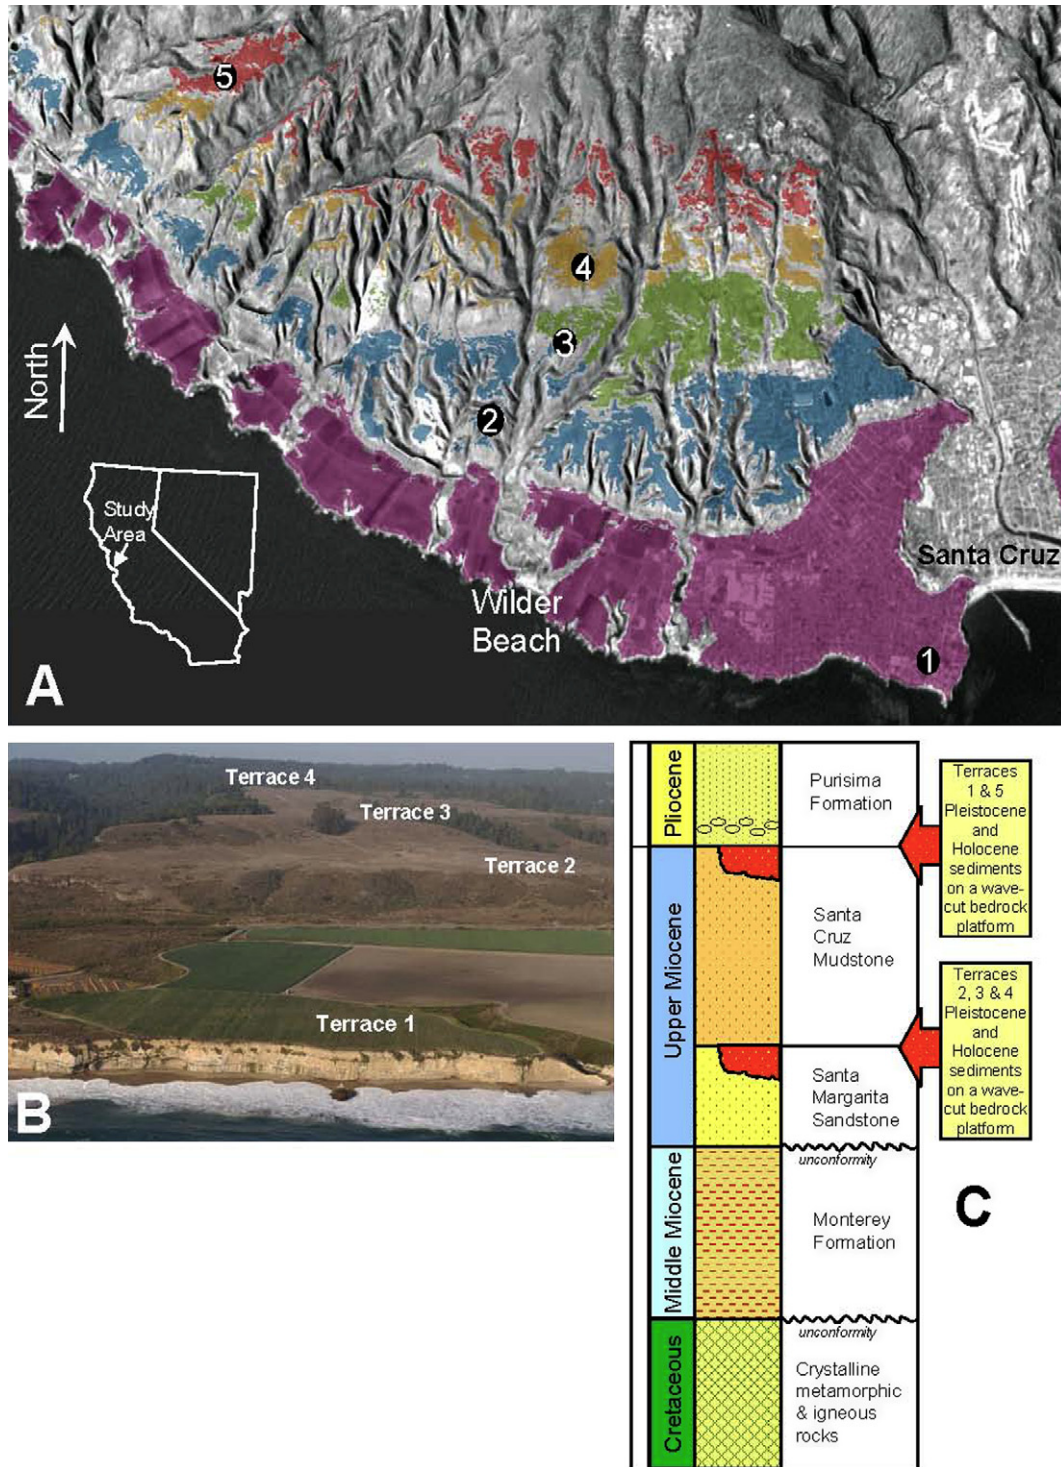 5
4
3
2
North
Study
Area
Santa Cruz
Wilder
Beach
1
A
Terrace 4
Terrace 3
Terrace 2
Terrace 1
B
Pliocene
Purisima
Formation
Terraces
1 & 5
Pleistocene
and
Holocene
sediments
on a wave-
cut bedrock
platform
Upper Miocene
Santa
Cruz
Mudstone
Terraces
2, 3 & 4
Pleistocene
and
Holocene
sediments
on a wave-
cut bedrock
platform
Santa
Margarita
Sandstone
unconformity
Middle Miocene
Monterey
Formation
C
unconformity
Cretaceous
Crystalline
metamorphic
& igneous
rocks